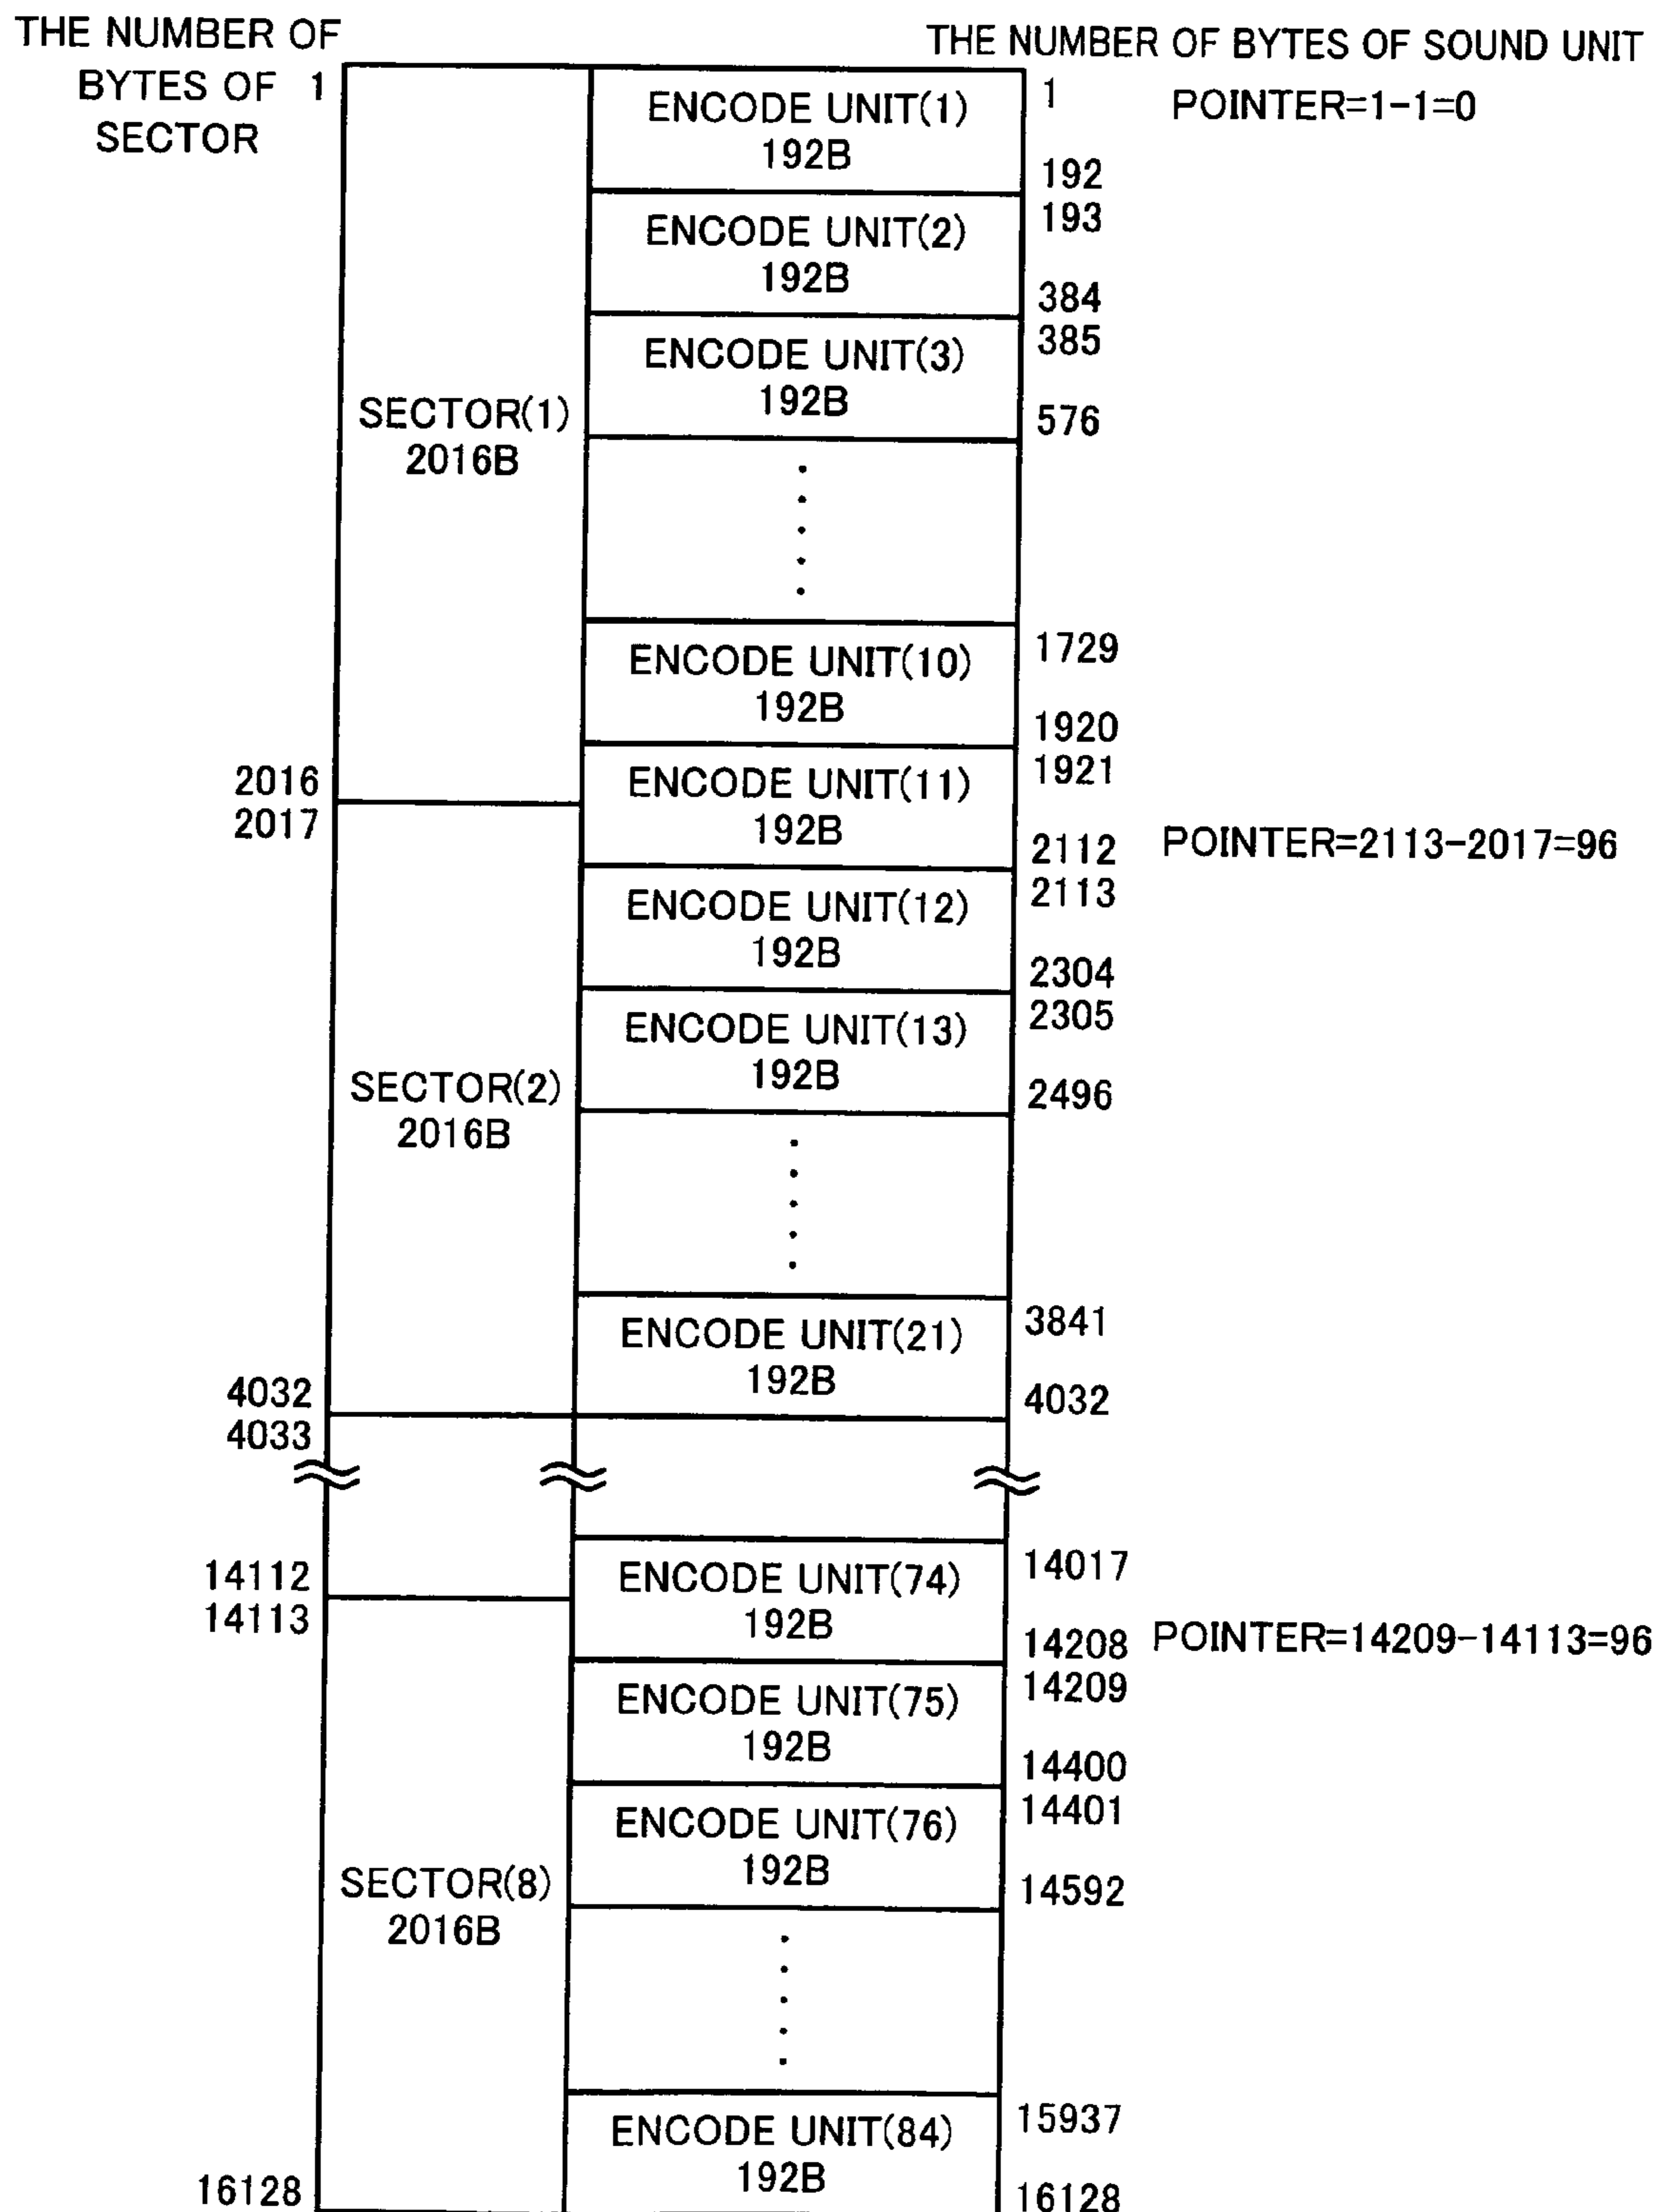 THE NUMBER OF
BYTES OF 1
SECTOR
THE NUMBER OF BYTES OF SOUND UNIT
ENCODE UNIT(1)
192B
1
POINTER=1-1=0
192
ENCODE UNIT(2)
192B
193
384
ENCODE UNIT(3)
192B
385
576
SECTOR(1)
2016B
ENCODE UNIT(10)
192B
1729
1920
2016
ENCODE UNIT(11)
192B
1921
2112
POINTER=2113-2017=96
2017
ENCODE UNIT(12)
192B
2113
2304
ENCODE UNIT(13)
192B
2305
2496
SECTOR(2)
2016B
ENCODE UNIT(21)
192B
3841
4032
4032
4033
14112
ENCODE UNIT(74)
192B
14017
14208
POINTER=14209-14113=96
14113
ENCODE UNIT(75)
192B
14209
14400
ENCODE UNIT(76)
192B
14401
14592
SECTOR(8)
2016B
ENCODE UNIT(84)
192B
15937
16128
16128